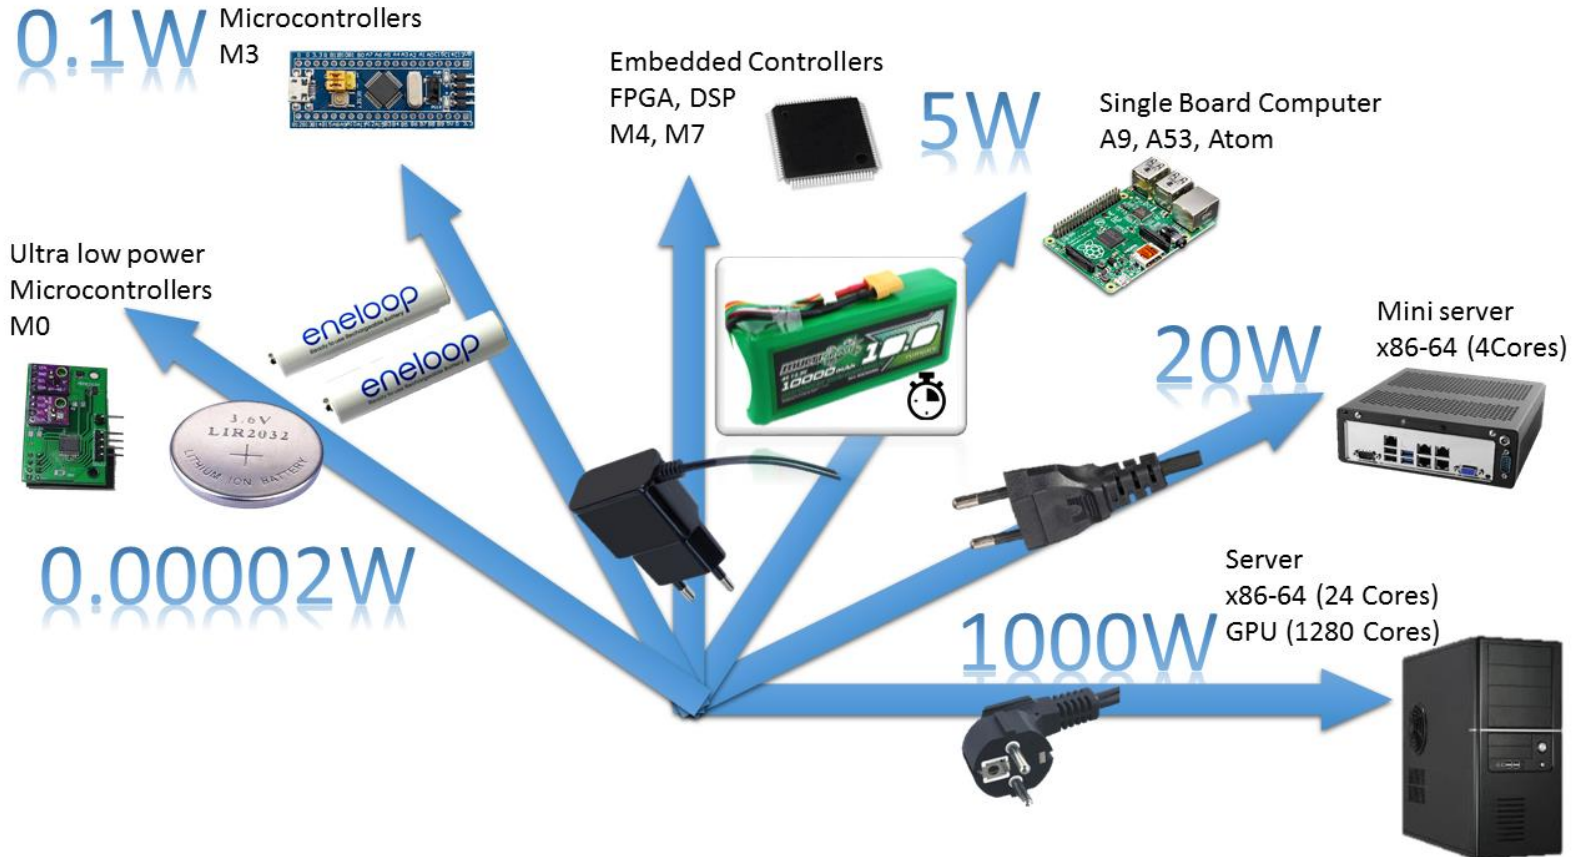 0.1W
Microcontrollers
M3
Embedded Controllers
FPGA, DSP
M4, M7
5W
Single Board Computer
A9, A53, Atom
Ultra low power
Microcontrollers
M0
eneloop
eneloop
3.6V
LIR2032
LITHIUM ION BATTERY
10.0
10000mAh
20W
Mini server
x86-64 (4Cores)
0.00002W
Server
x86-64 (24 Cores)
GPU (1280 Cores)
1000W